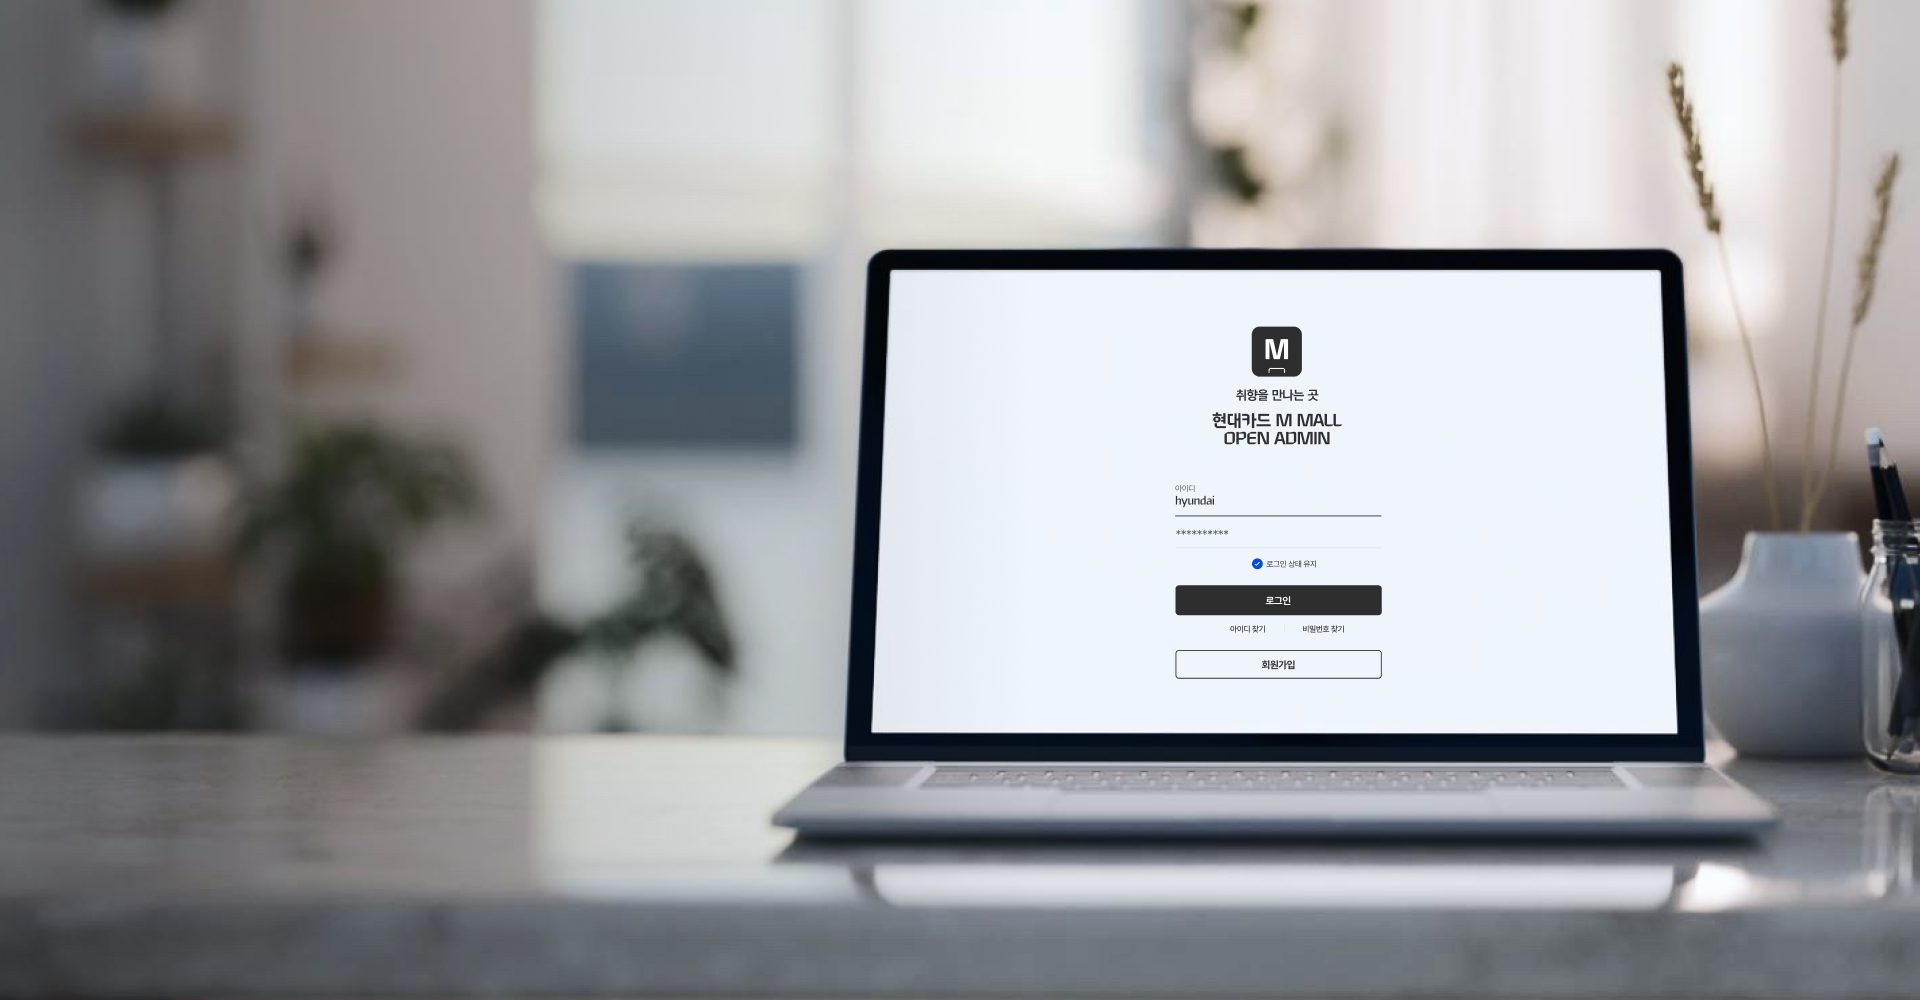 M
취향을 만나는 곳
현대카드 M MALL
OPEN ADMIN
아이디
hyundai
**********
로그인 상태 유지
로그인
아이디 찾기
비밀번호 찾기
회원가입